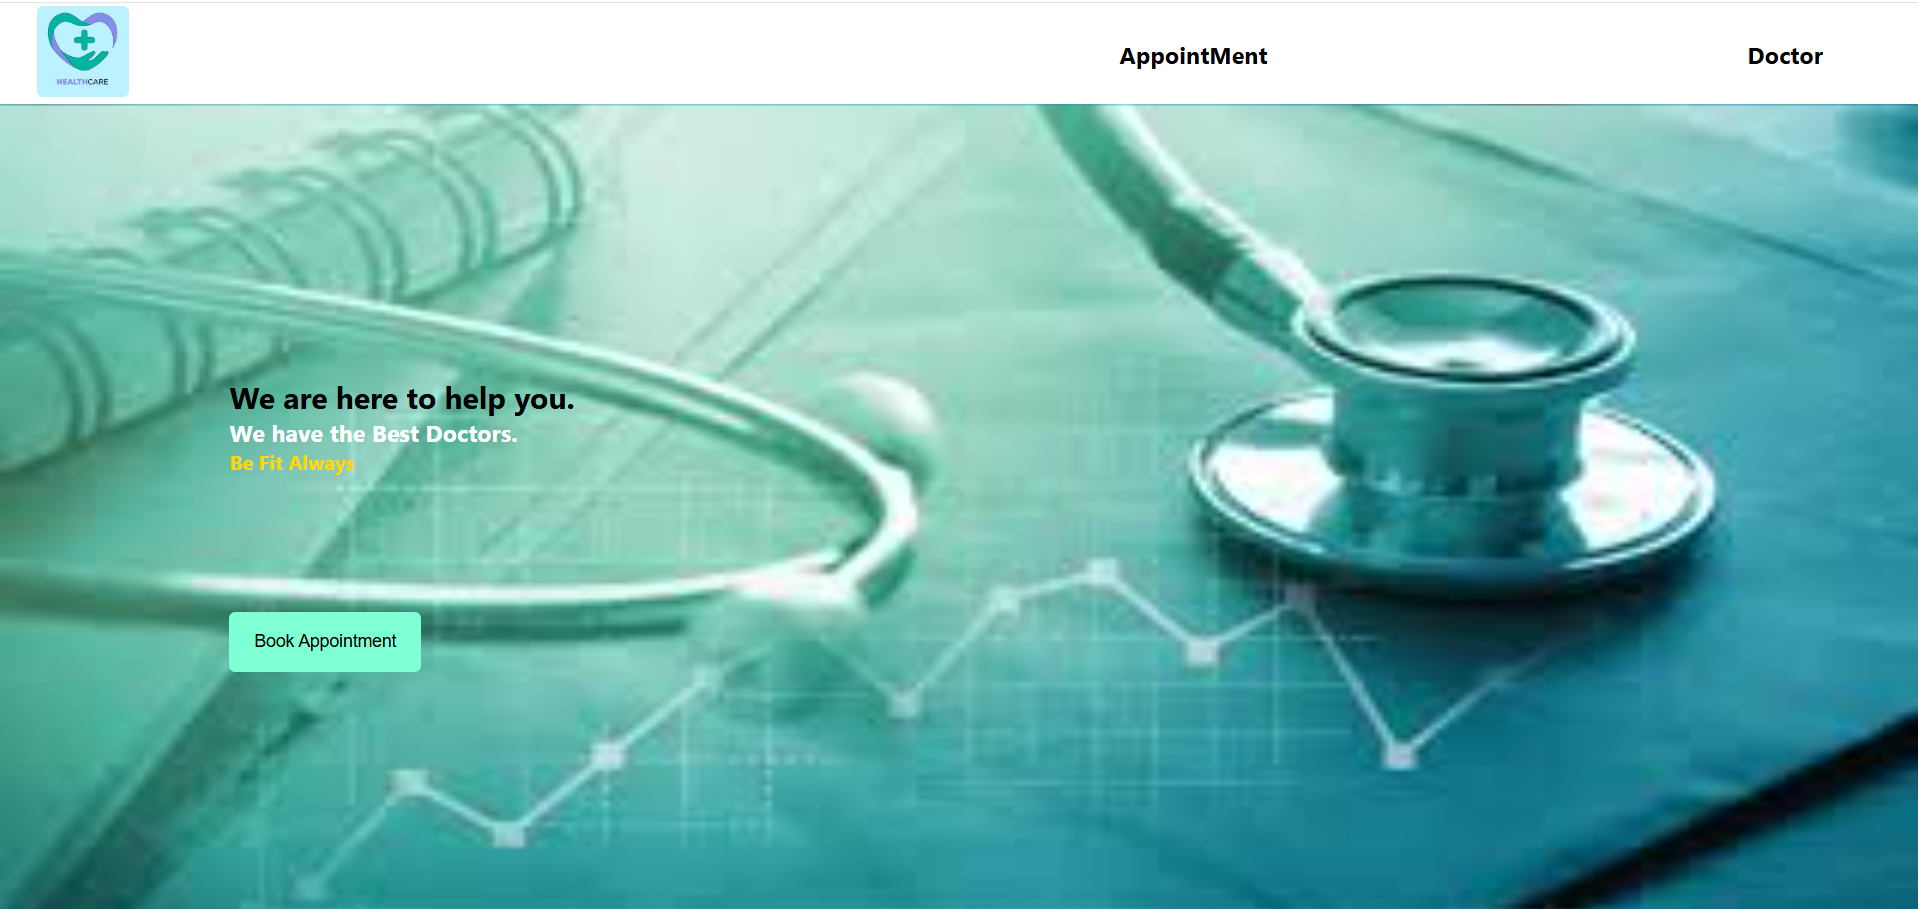 HEALTHCARE
AppointMent
Doctor
We are here to help you.
We have the Best Doctors.
Be Fit Always
Book Appointment